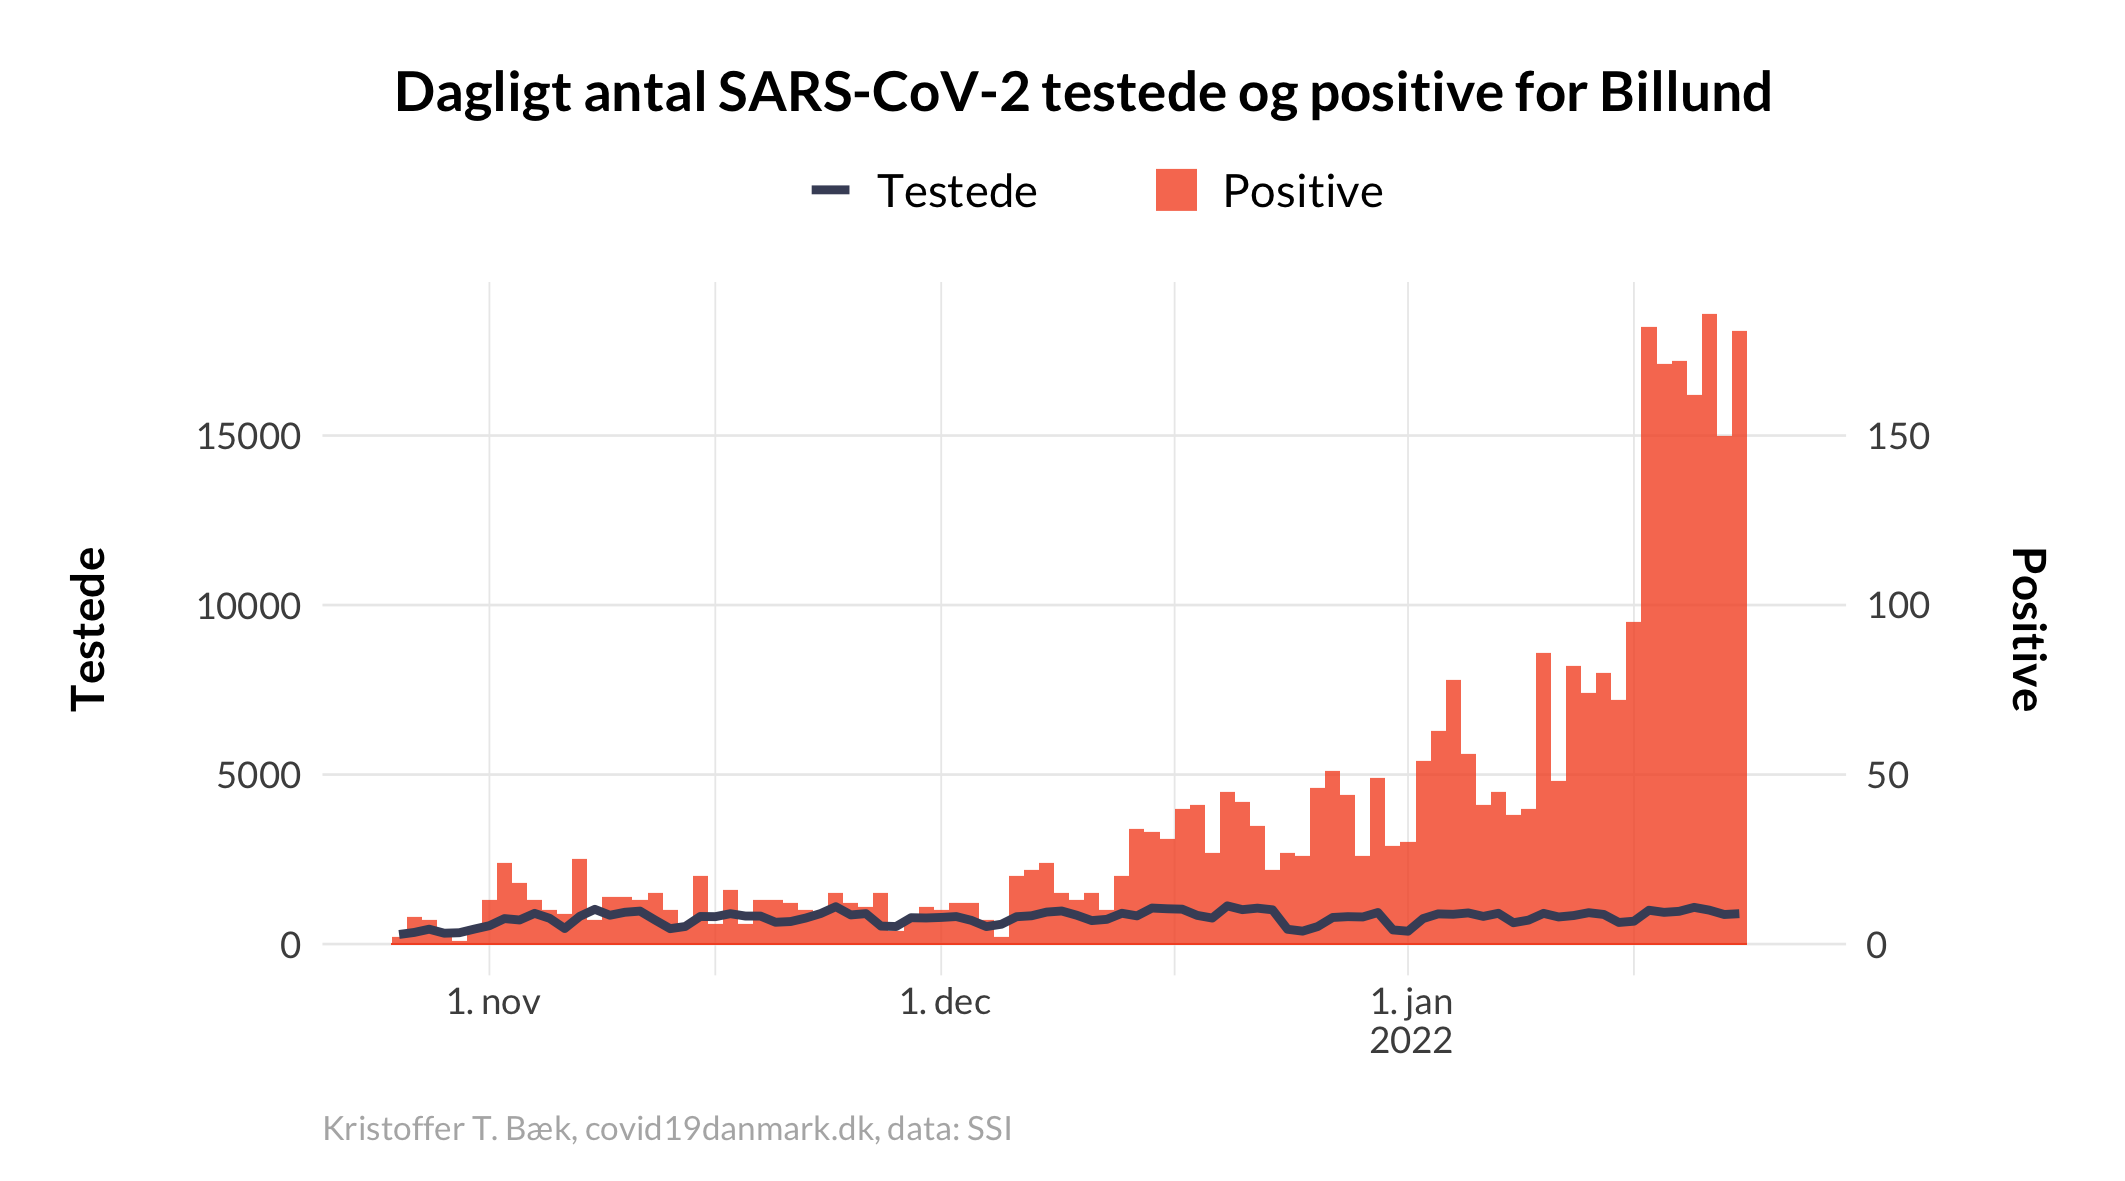 Dagligt antal SARS-CoV-2 testede og positive for Billund
Testede
Positive
Testede
15000
10000
5000
0
150
100
50
0
Positive
1. nov
1. dec
1. jan
2022
Kristoffer T. Bæk, covid19danmark.dk, data: SSI